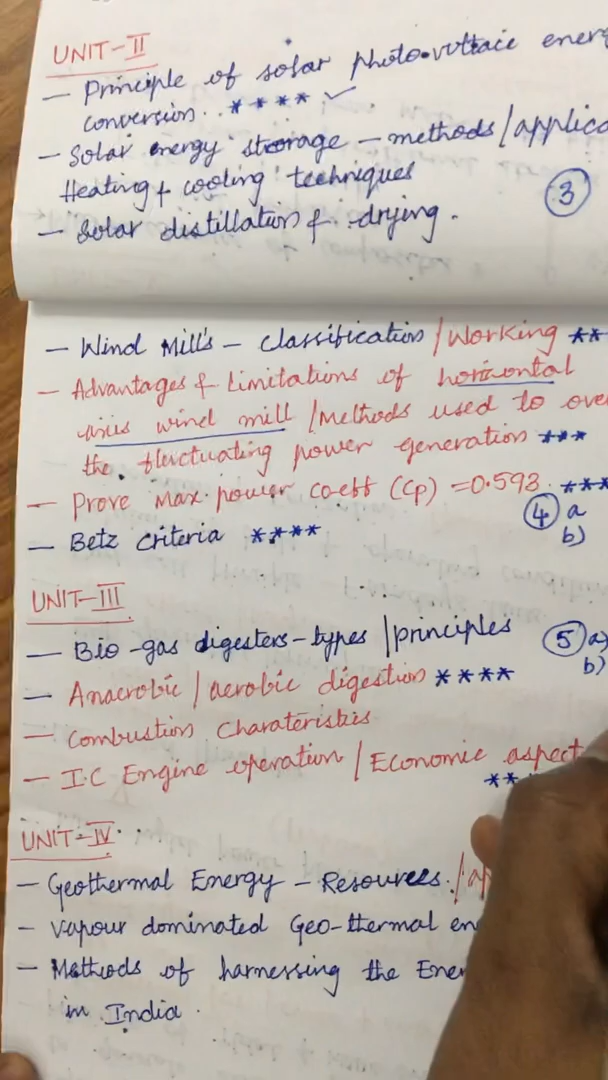 UNIT-II
- Principle of solar photo-voltaic
conversion. **** ✓
- Solar energy storage - methods /
Heating & cooling techniques
③
- Solar distillation & drying.
- Wind Mill's - Classification / Working **
- Advantages & Limitations of horizontal
axis wind mill / Methods used to
the fluctuating power generation ***
- Prove Max. power co-eff (Cp) = 0.593. ***
④ a
b)
- Betz criteria ****
UNIT-III
- Bio-gas digesters-types / principles
⑤ a)
b)
- Anaerobic / aerobic digestion ****
- Combustion Charateristics
- I.C Engine operation / Economic aspect
**
UNIT-IV
- Geothermal Energy - Resources. /
- Vapour dominated Geo-thermal
- Methods of harnessing the
in India.